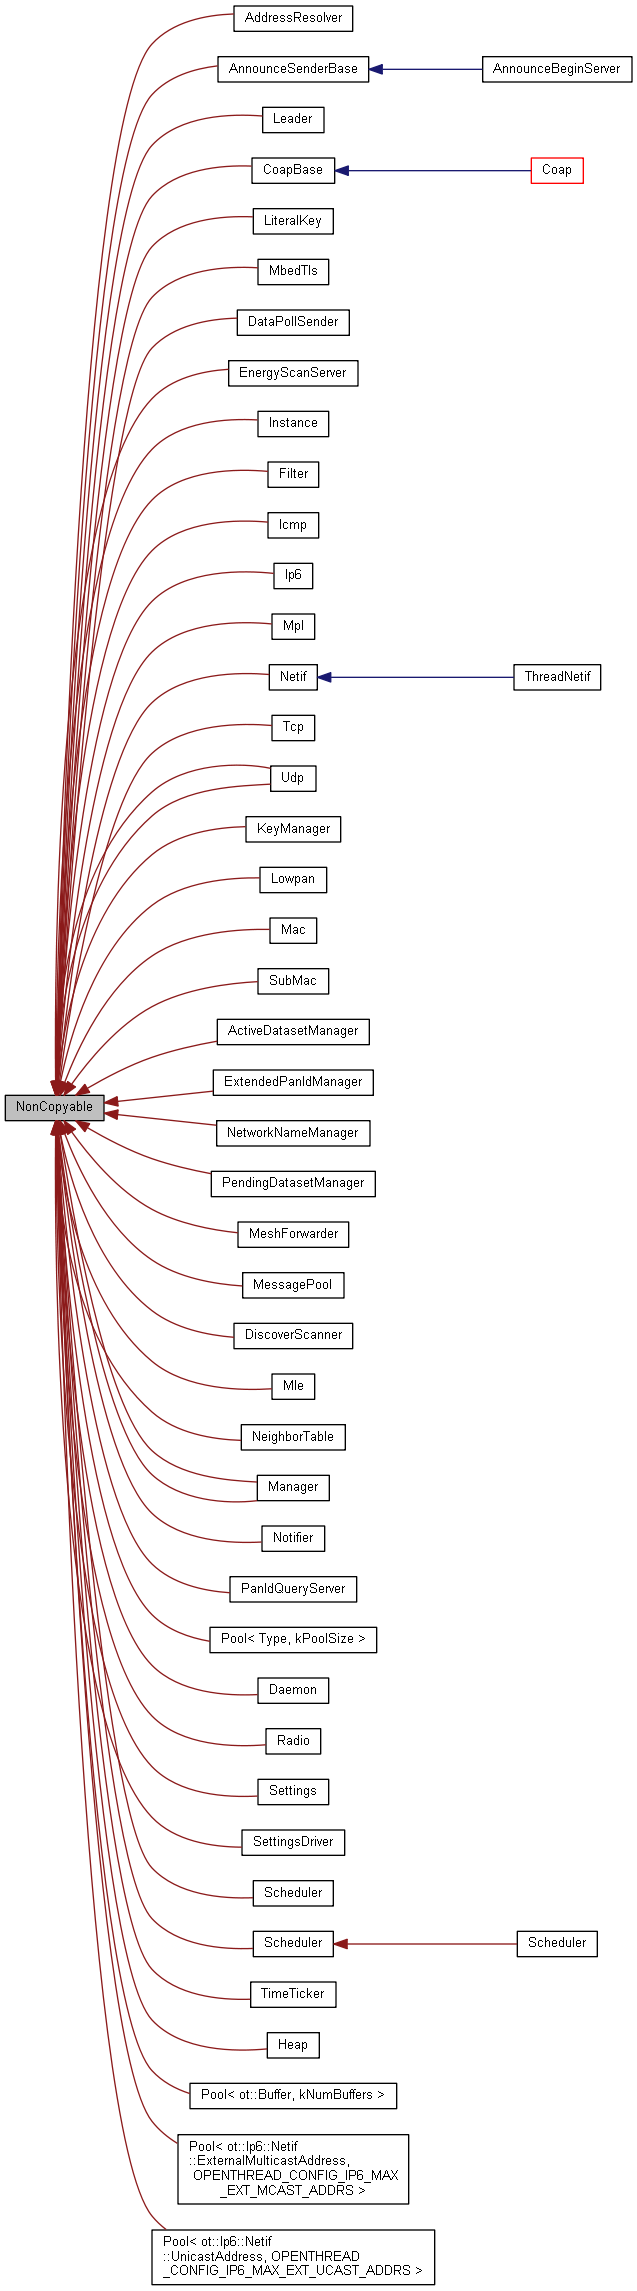 AddressResolver
AnnounceSenderBase
AnnounceBeginServer
Leader
CoapBase
Coap
LiteralKey
MbedTls
DataPollSender
EnergyScanServer
Instance
Filter
Icmp
Ip6
Mpl
Netif
ThreadNetif
Tcp
Udp
KeyManager
Lowpan
Mac
SubMac
ActiveDatasetManager
ExtendedPanIdManager
NonCopyable
NetworkNameManager
PendingDatasetManager
MeshForwarder
MessagePool
DiscoverScanner
Mle
NeighborTable
Manager
Notifier
PanIdQueryServer
Pool< Type, kPoolSize >
Daemon
Radio
Settings
SettingsDriver
Scheduler
Scheduler
Scheduler
TimeTicker
Heap
Pool< ot::Buffer, kNumBuffers >
Pool< ot::Ip6::Netif
::ExternalMulticastAddress,
OPENTHREAD_CONFIG_IP6_MAX
_EXT_MCAST_ADDRS >
Pool< ot::Ip6::Netif
::UnicastAddress, OPENTHREAD
_CONFIG_IP6_MAX_EXT_UCAST_ADDRS >